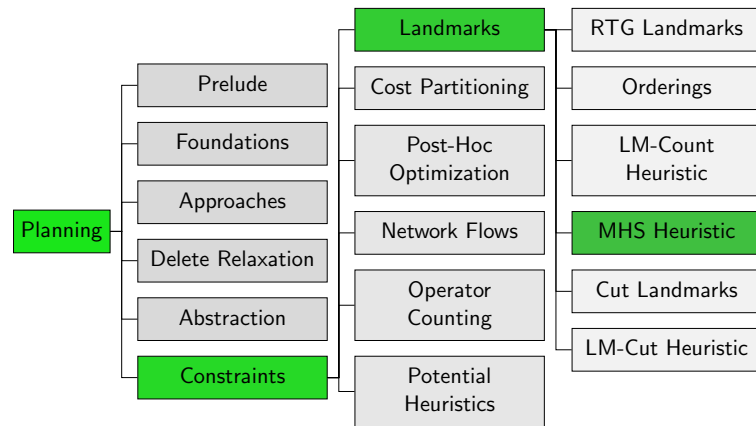 Planning
Prelude
Foundations
Approaches
Delete Relaxation
Abstraction
Constraints
Landmarks
Cost Partitioning
Post-Hoc
Optimization
Network Flows
Operator
Counting
Potential
Heuristics
RTG Landmarks
Orderings
LM-Count
Heuristic
MHS Heuristic
Cut Landmarks
LM-Cut Heuristic